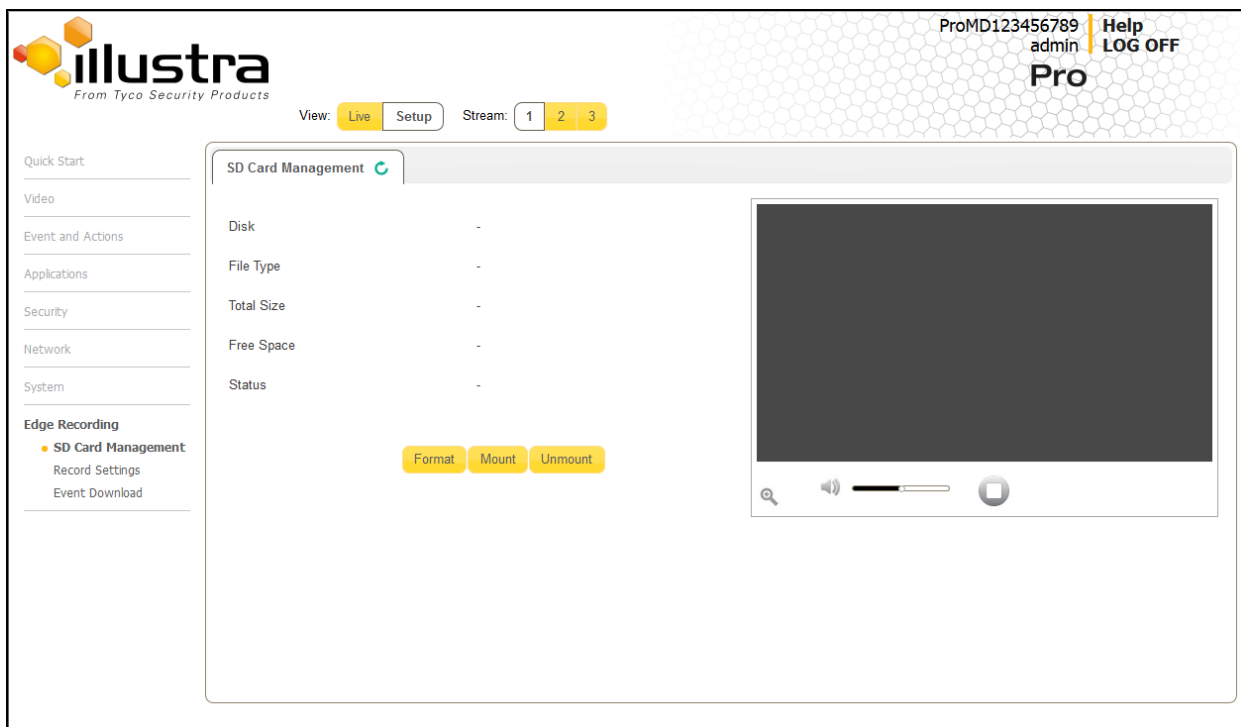 ProMD123456789 Help
admin LOG OFF
Pro
illustra
From Tyco Security Products
View: Live Setup Stream: 1 2 3
Quick Start
Video
Event and Actions
Applications
Security
Network
System
Edge Recording
SD Card Management
Record Settings
Event Download
SD Card Management
Disk -
File Type -
Total Size -
Free Space -
Status -
Format Mount Unmount